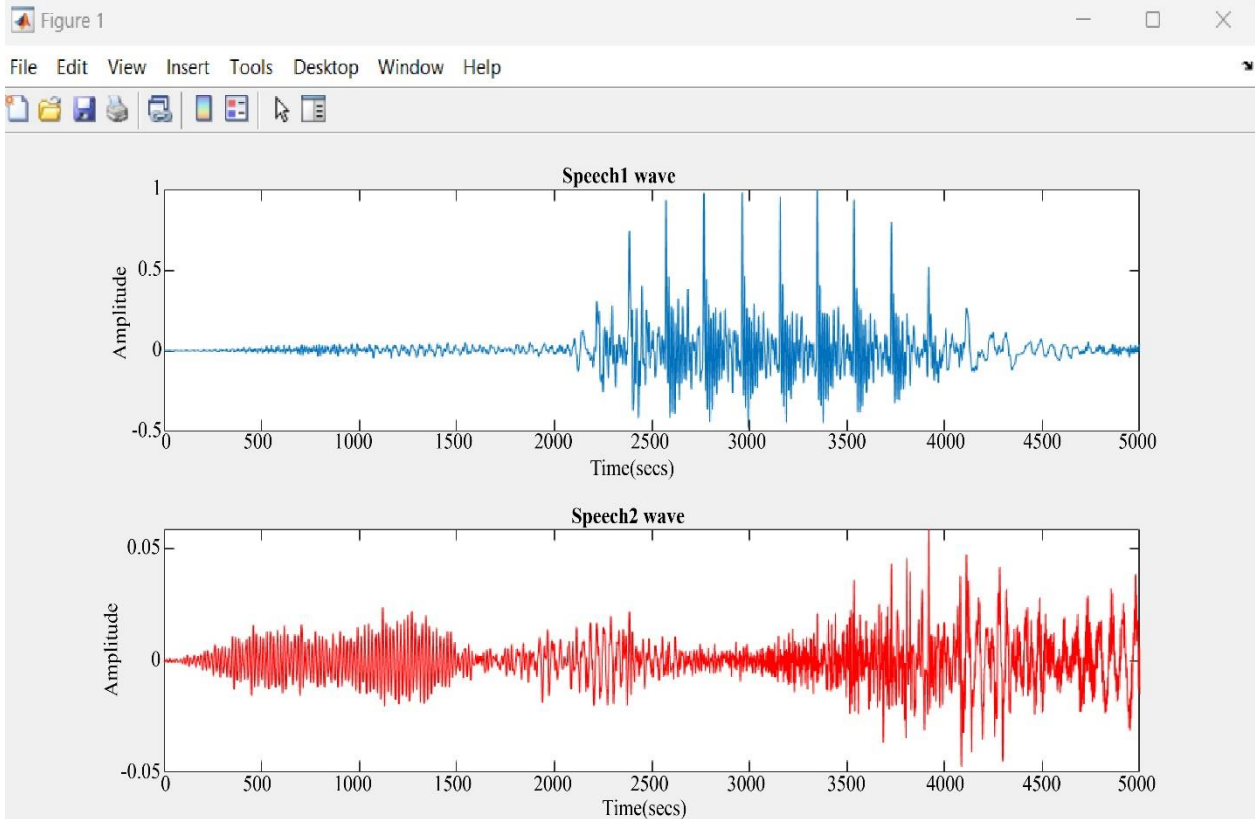 Figure 1
File Edit View Insert Tools Desktop Window Help
Speech1 wave
1
0.5
0
-0.5
Amplitude
0 500 1000 1500 2000 2500 3000 3500 4000 4500 5000
Time(secs)
Speech2 wave
0.05
0
-0.05
Amplitude
0 500 1000 1500 2000 2500 3000 3500 4000 4500 5000
Time(secs)